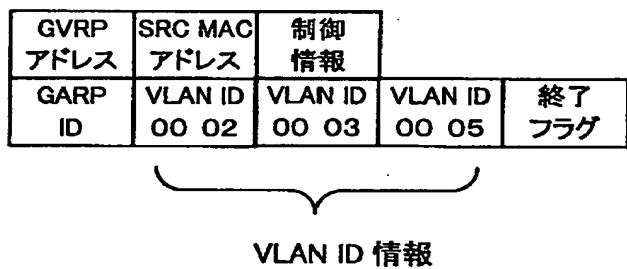 GVRP SRC MAC 制御
アドレス アドレス 情報
GARP VLAN ID VLAN ID VLAN ID 終了
ID 00 02 00 03 00 05 フラグ
VLAN ID 情報